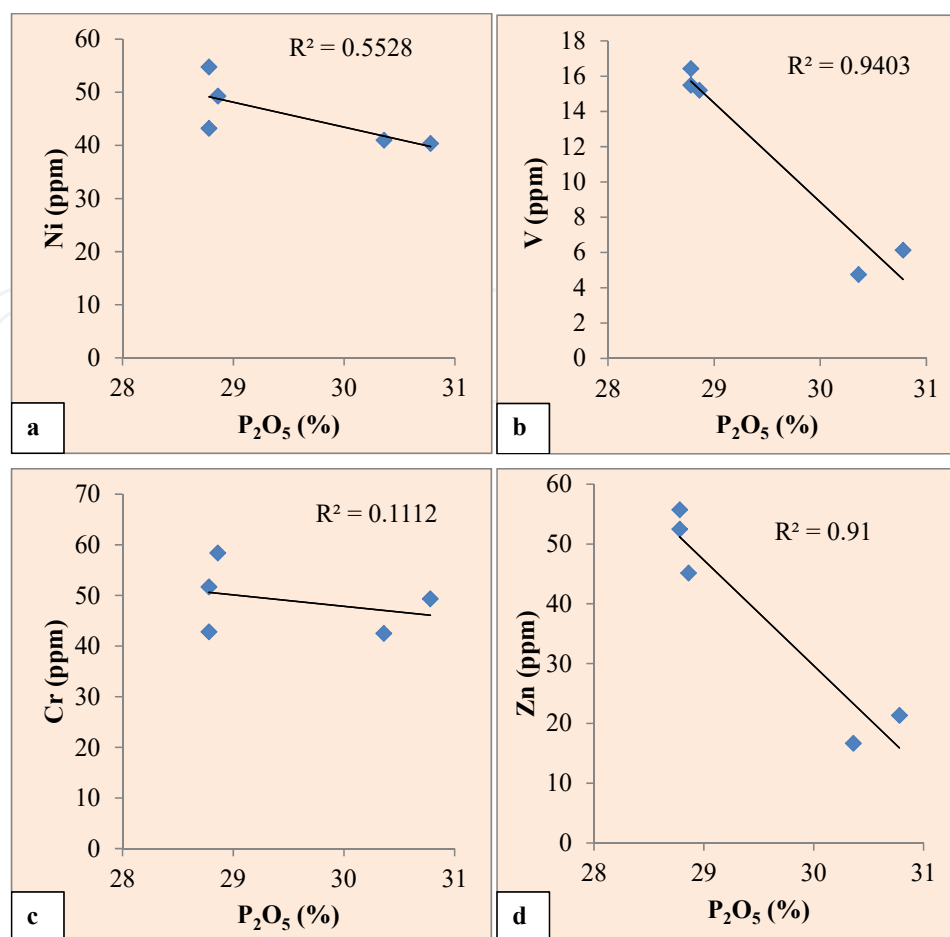 60
50
40
30
20
10
0
Ni (ppm)
R² = 0.5528
28 29 30 31
P₂O₅ (%)
a
18
16
14
12
10
8
6
4
2
0
V (ppm)
R² = 0.9403
28 29 30 31
P₂O₅ (%)
b
70
60
50
40
30
20
10
0
Cr (ppm)
R² = 0.1112
28 29 30 31
P₂O₅ (%)
c
60
50
40
30
20
10
0
Zn (ppm)
R² = 0.91
28 29 30 31
P₂O₅ (%)
d